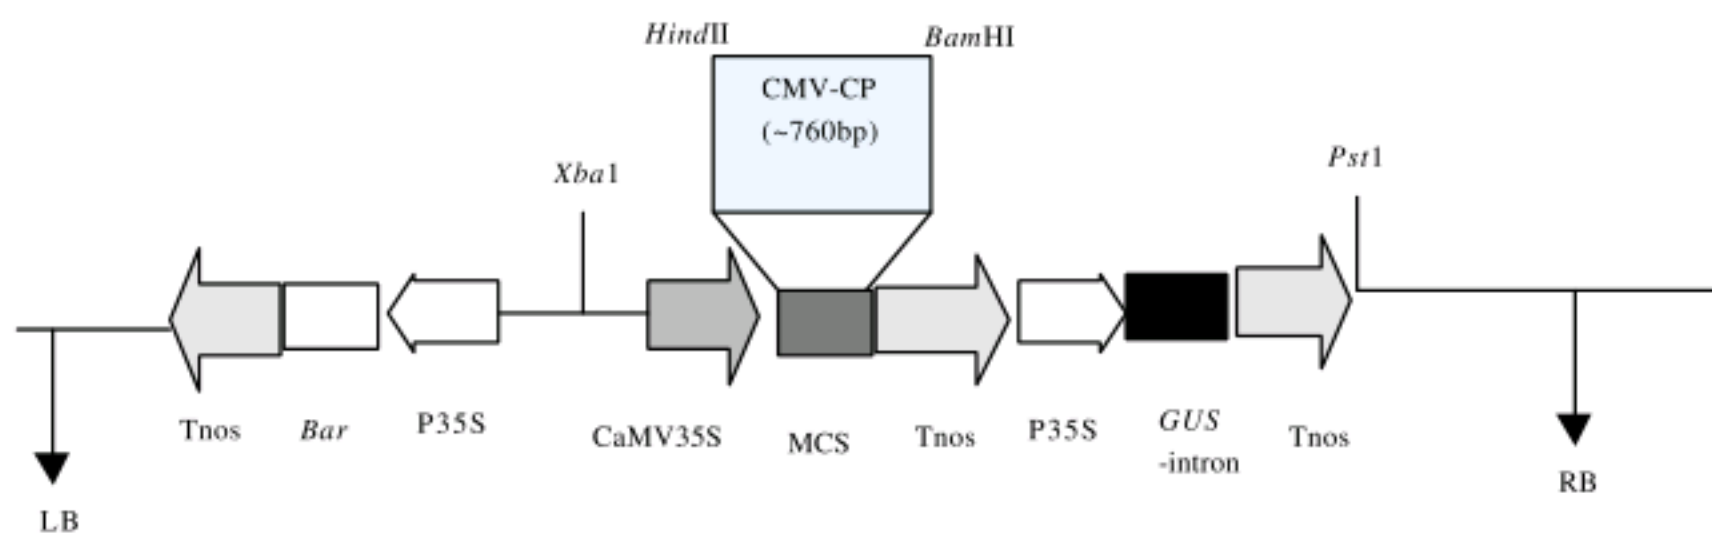 HindII
BamHI
CMV-CP
(~760bp)
Xba1
Pst1
Tnos
Bar
P35S
CaMV35S
MCS
Tnos
P35S
GUS
-intron
Tnos
LB
RB